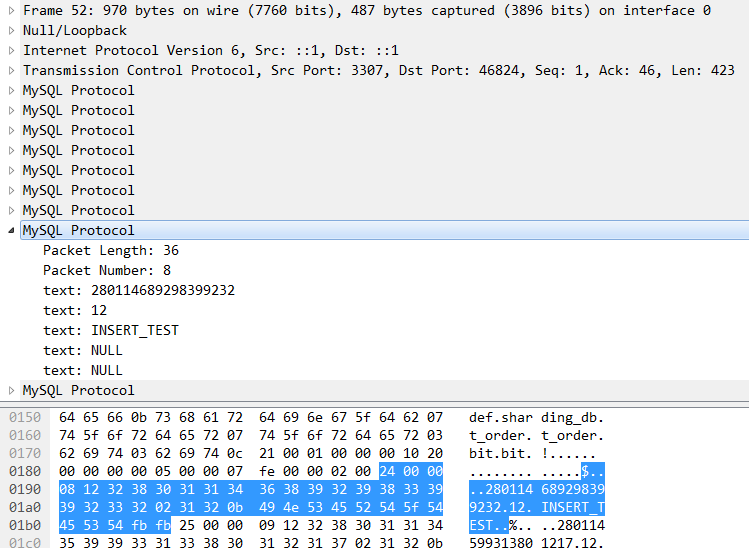 Frame 52: 970 bytes on wire (7760 bits), 487 bytes captured (3896 bits) on interface 0
Null/Loopback
Internet Protocol Version 6, Src: ::1, Dst: ::1
Transmission Control Protocol, Src Port: 3307, Dst Port: 46824, Seq: 1, Ack: 46, Len: 423
MySQL Protocol
MySQL Protocol
MySQL Protocol
MySQL Protocol
MySQL Protocol
MySQL Protocol
MySQL Protocol
MySQL Protocol
Packet Length: 36
Packet Number: 8
text: 280114689298399232
text: 12
text: INSERT_TEST
text: NULL
text: NULL
MySQL Protocol
0150 64 65 66 0b 73 68 61 72 64 69 6e 67 5f 64 62 07 def.shar ding_db.
0160 74 5f 6f 72 64 65 72 07 74 5f 6f 72 64 65 72 03 t_order. t_order.
0170 62 69 74 03 62 69 74 0c 21 00 01 00 00 00 10 20 bit.bit. !......
0180 00 00 00 00 05 00 00 07 fe 00 00 02 00 24 00 00 ........ .....$..
0190 08 12 32 38 30 31 31 34 36 38 39 32 39 38 33 39 ..280114 68929839
01a0 39 32 33 32 02 31 32 0b 49 4e 53 45 52 54 5f 54 9232.12. INSERT_T
01b0 45 53 54 fb fb 25 00 00 09 12 32 38 30 31 31 34 EST..%.. ..280114
01c0 35 39 39 33 31 33 38 30 31 32 31 37 02 31 32 0b 59931380 1217.12.